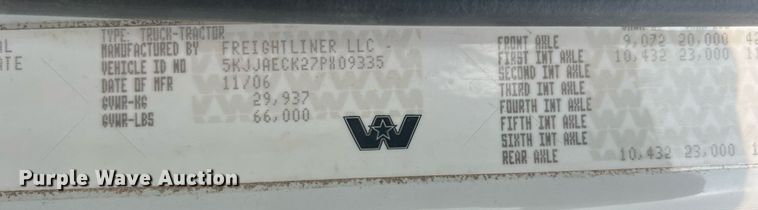 TYPE: TRUCK-TRACTOR
MANUFACTURED BY FREIGHTLINER LLC -
VEHICLE ID NO 5KJJAECK27PX09335
DATE OF MFR 11/06
GVWR-KG 29,937
GVWR-LBS 66,000
FRONT AXLE 9,072 20,000
FIRST INT AXLE 10,432 23,000
SECOND INT AXLE
THIRD INT AXLE
FOURTH INT AXLE
FIFTH INT AXLE
SIXTH INT AXLE
REAR AXLE 10,432 23,000
Purple Wave Auction